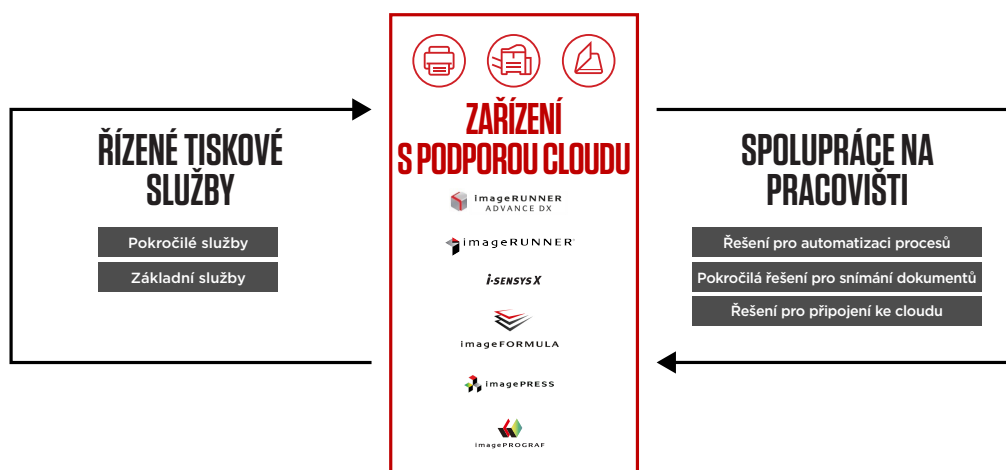 ŘÍZENÉ TISKOVÉ
SLUŽBY
Pokročilé služby
Základní služby
ZAŘÍZENÍ
S PODPOROU CLOUDU
imageRUNNER
ADVANCE DX
imageRUNNER
i-SENSYS X
imageFORMULA
imagePRESS
imagePROGRAF
SPOLUPRÁCE NA
PRACOVIŠTI
Řešení pro automatizaci procesů
Pokročilá řešení pro snímání dokumentů
Řešení pro připojení ke cloudu